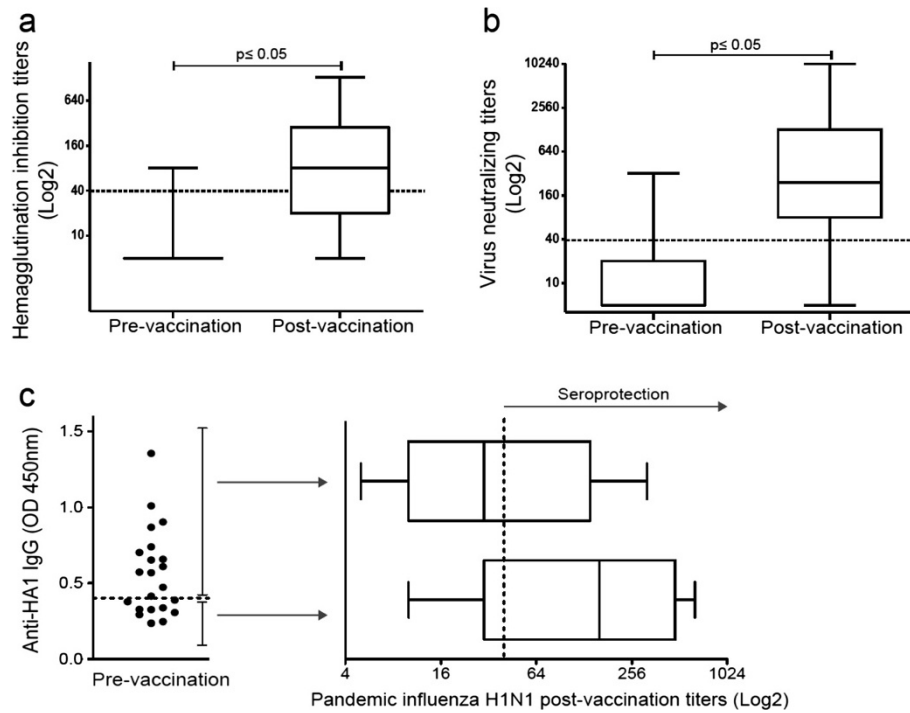 a
p≤ 0.05
Hemagglutination inhibition titers
(Log2)
640
160
40
10
Pre-vaccination
Post-vaccination
b
p≤ 0.05
Virus neutralizing titers
(Log2)
10240
2560
640
160
40
10
Pre-vaccination
Post-vaccination
c
Anti-HA1 IgG (OD 450nm)
1.5
1.0
0.5
0.0
Pre-vaccination
Seroprotection
4
16
64
256
1024
Pandemic influenza H1N1 post-vaccination titers (Log2)